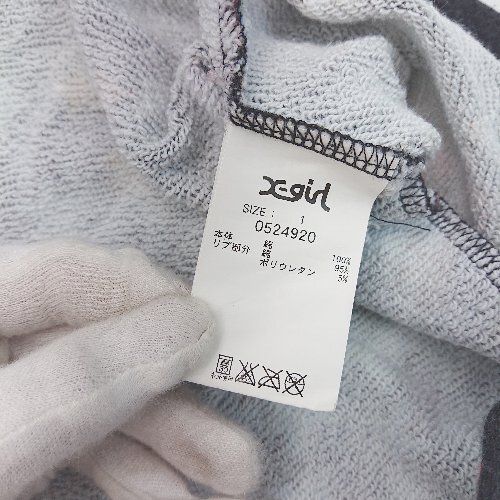 X-girl
SIZE : 1
0524920
本体 綿 100%
リブ部分 綿 95%
ポリウレタン 5%